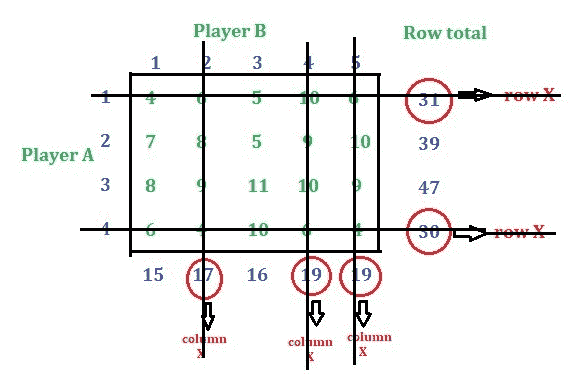 Player B
Row total
1 2 3 4 5
1 4 6 5 10 6 31 row X
2 7 8 5 9 10 39
Player A
3 8 9 11 10 9 47
4 6 4 10 6 4 30 row X
15 17 16 19 19
column column column
X X X